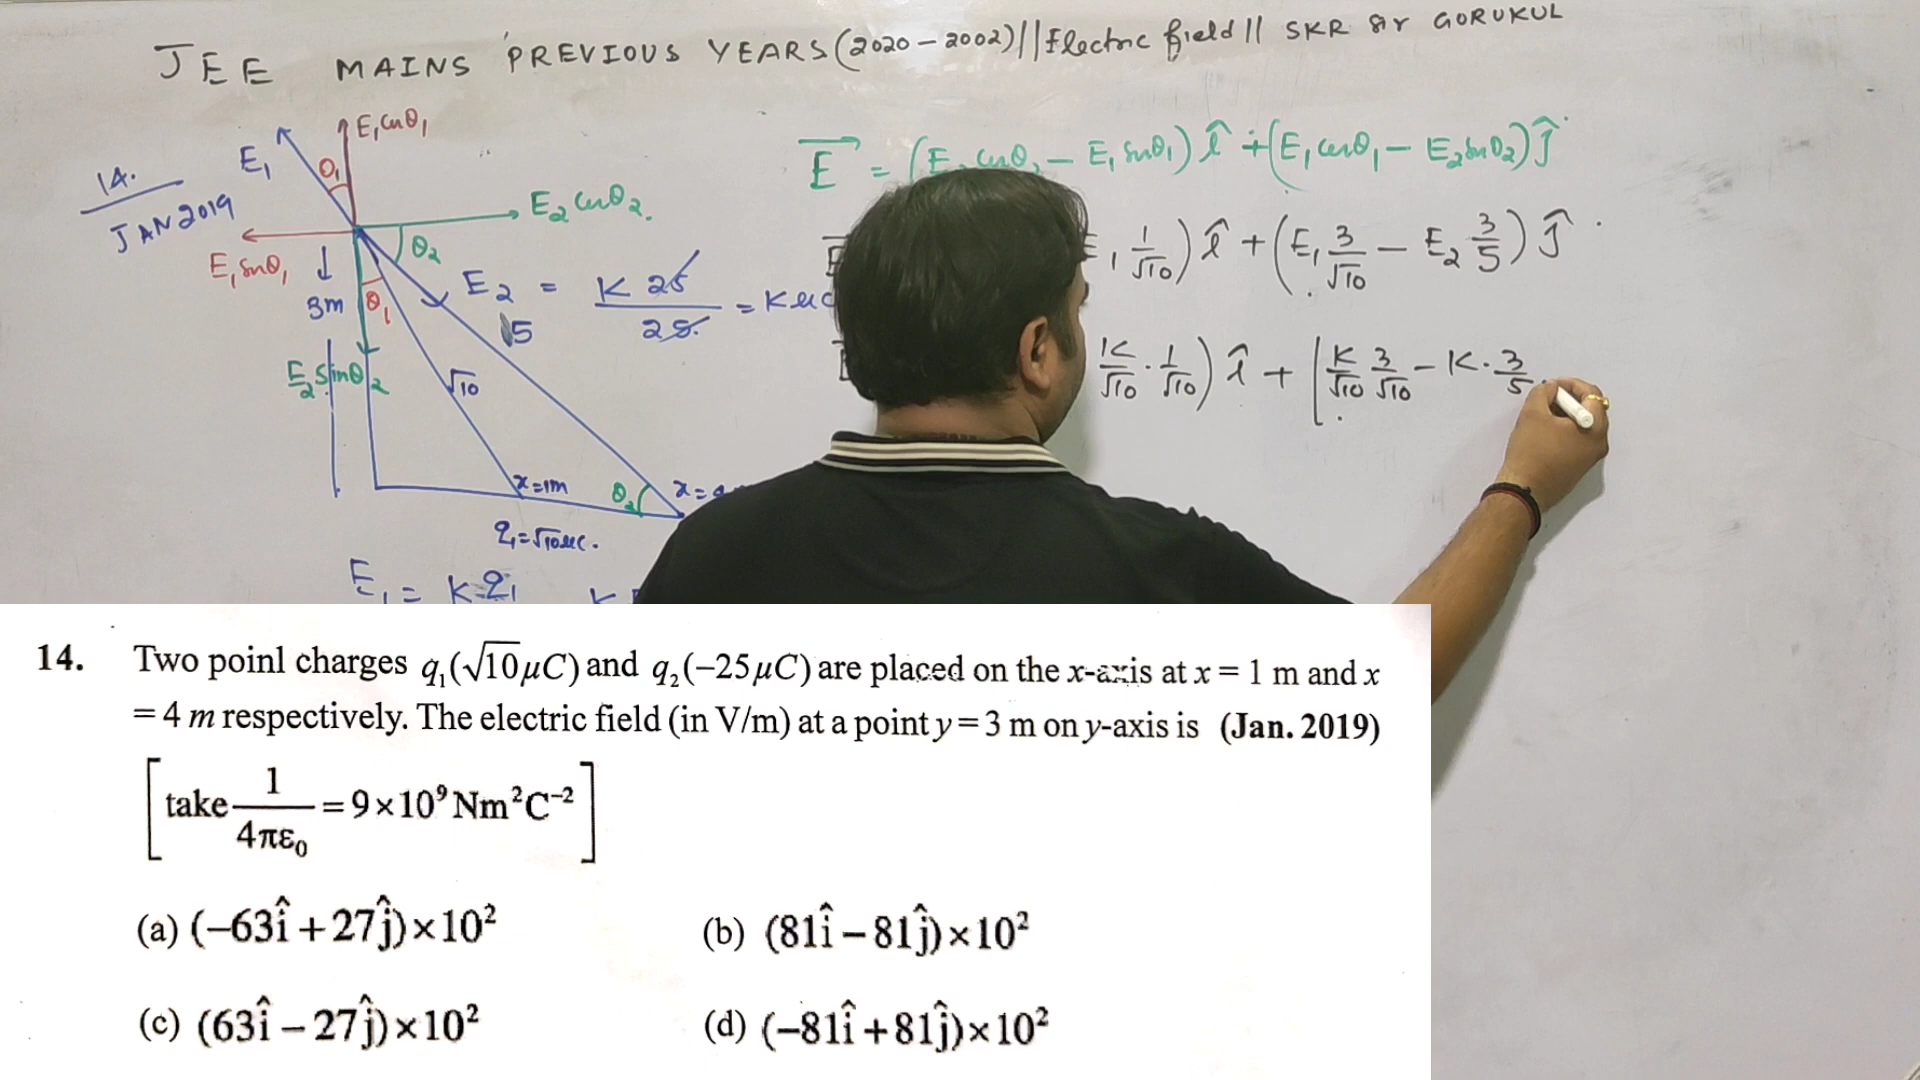 JEE MAINS PREVIOUS YEARS (2020-2002)||Electric field|| SKR SIR GORUKUL
14.
JAN 2019
E₁
θ₁
E₁cosθ₁
E₂cosθ₂.
θ₂
E₁sinθ₁
3m
θ₁
E₂ = K 25 / 25 = K
5
E₂sinθ₂
√10
x=1m
θ₂
x=
q₁=√10μC.
E₁ = K q₁
E = (E₂cosθ₂ - E₁sinθ₁) î + (E₁cosθ₁ - E₂sinθ₂) ĵ
1/√10) î + (E₁ 3/√10 - E₂ 3/5) ĵ
K/√10 · 1/√10) î + [K/√10 3/√10 - K · 3/5
14. Two poinl charges q₁(√10μC) and q₂(−25μC) are placed on the x-axis at x = 1 m and x
= 4 m respectively. The electric field (in V/m) at a point y = 3 m on y-axis is (Jan. 2019)
[take 1/4πε₀ = 9×10⁹ Nm²C⁻²]
(a) (−63î + 27ĵ)×10² (b) (81î − 81ĵ)×10²
(c) (63î − 27ĵ)×10² (d) (−81î + 81ĵ)×10²